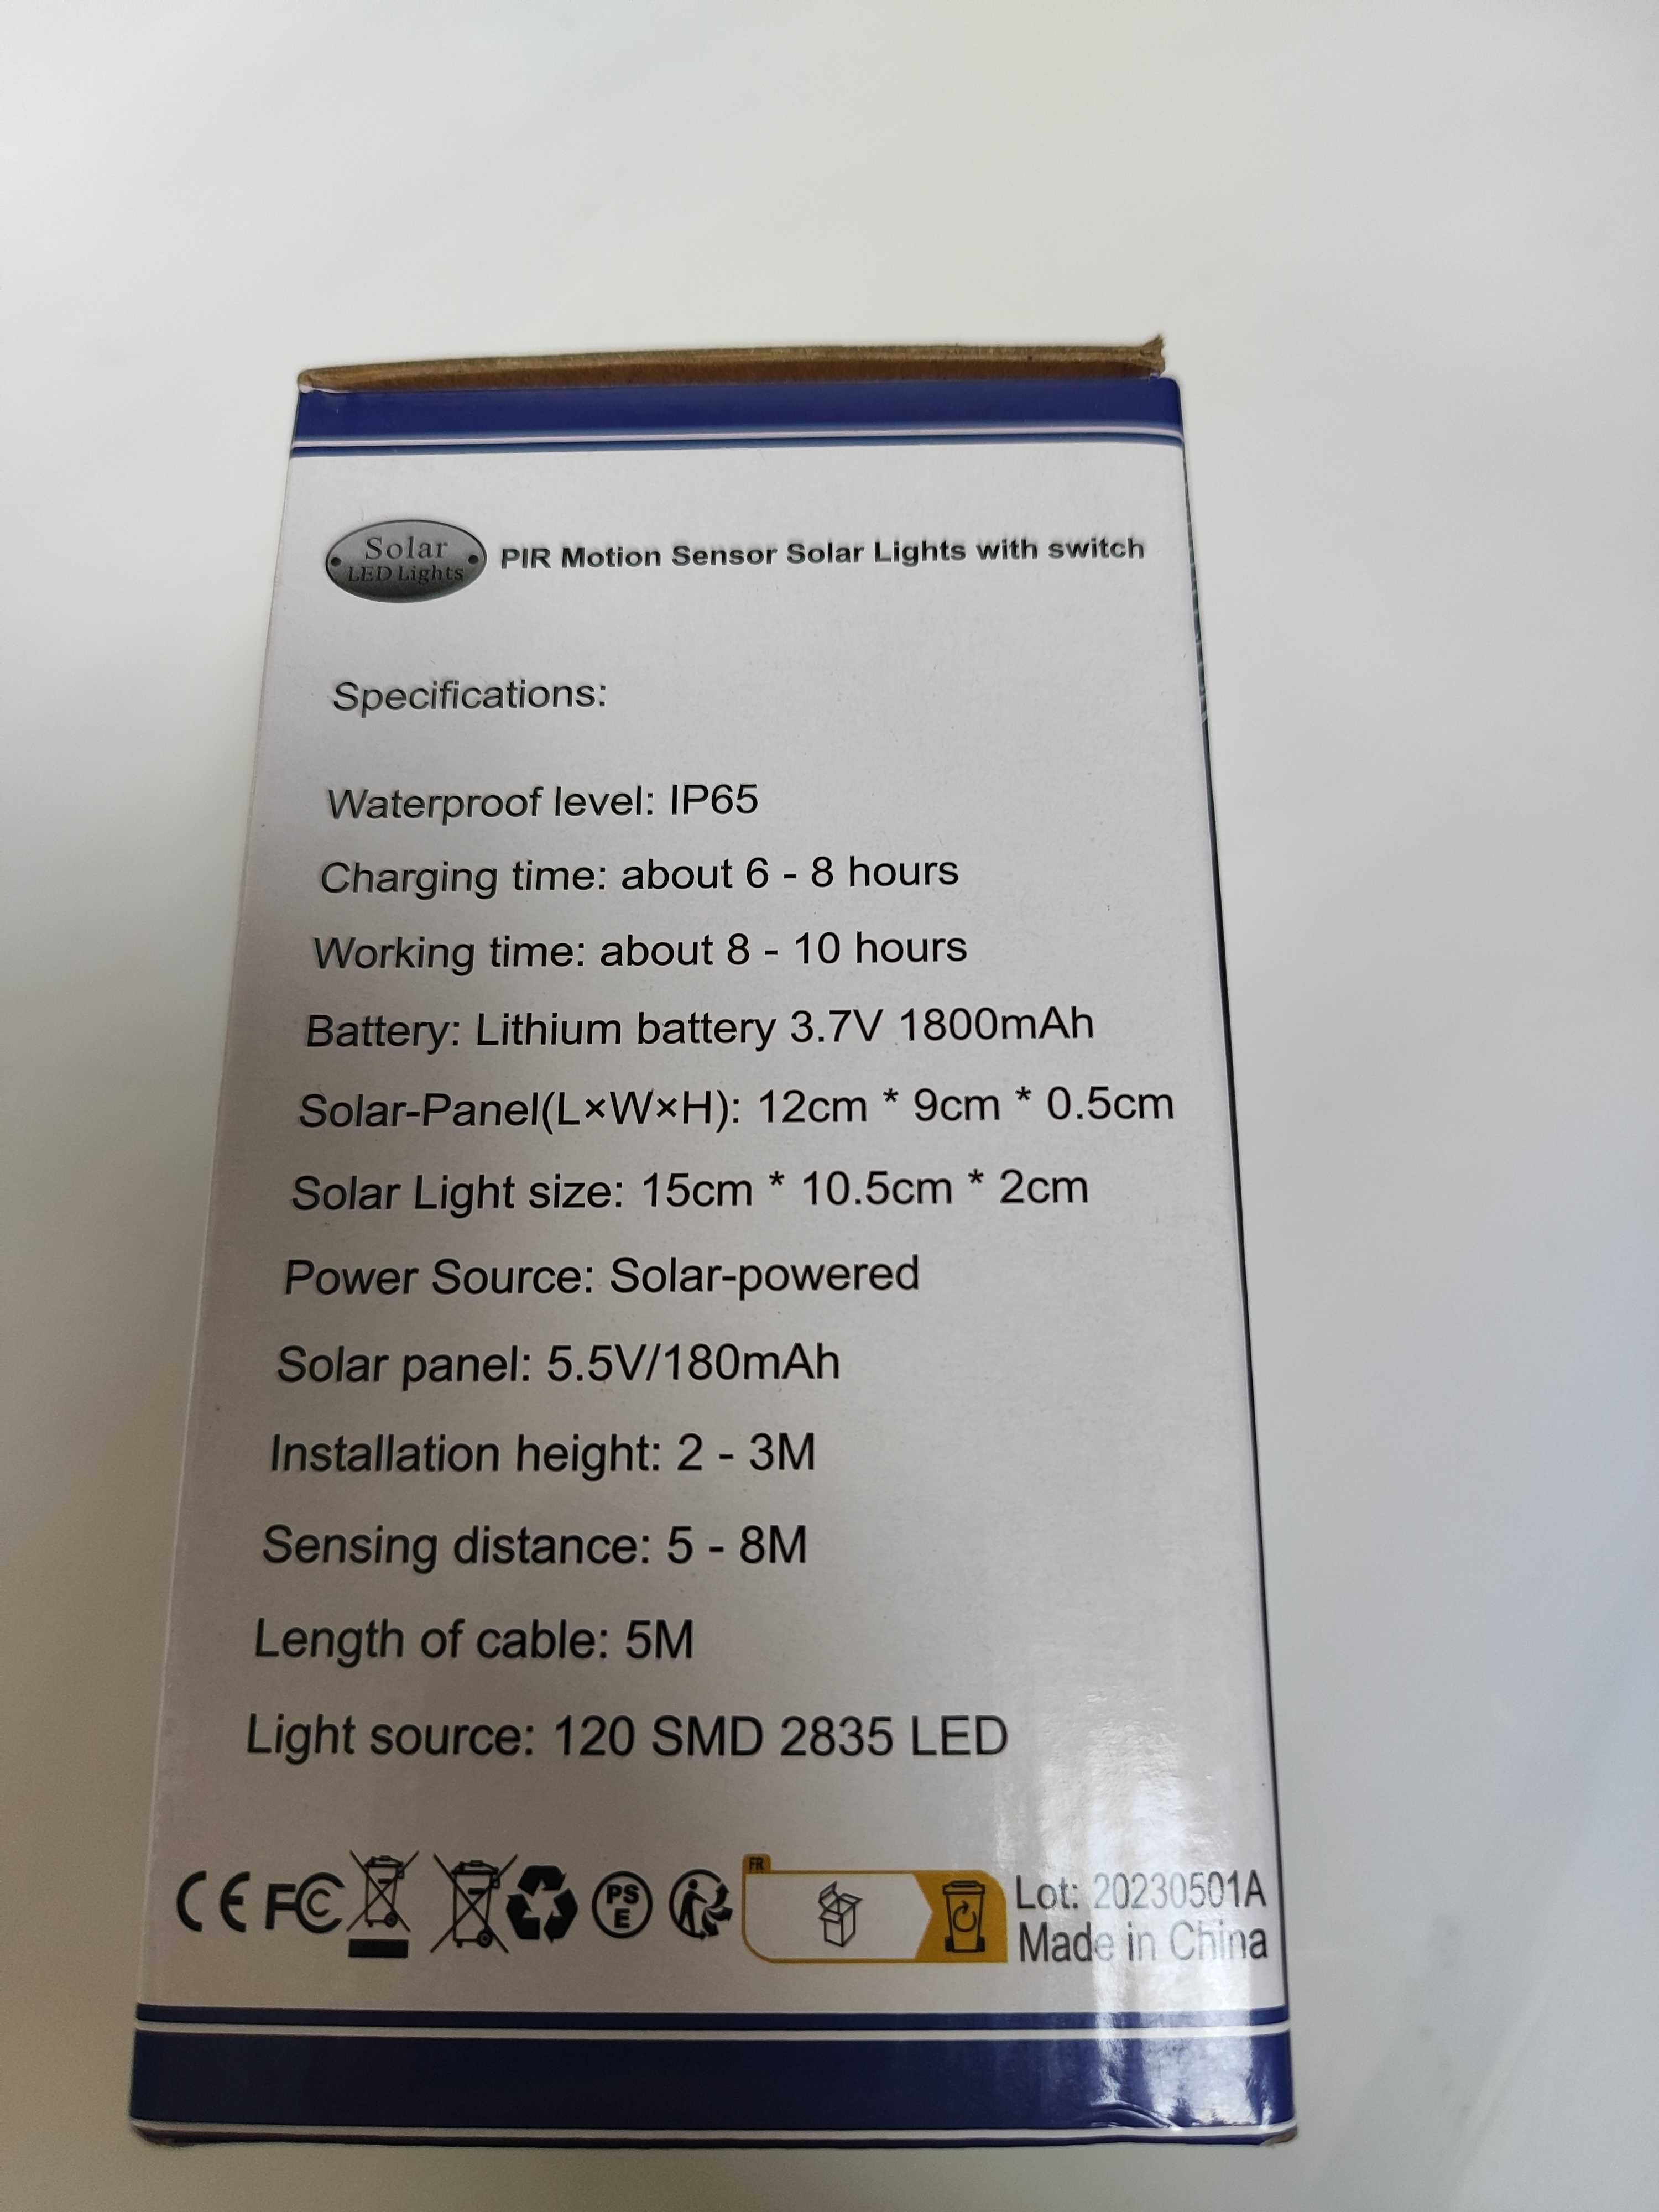 Solar
LED Lights
PIR Motion Sensor Solar Lights with switch
Specifications:
Waterproof level: IP65
Charging time: about 6 - 8 hours
Working time: about 8 - 10 hours
Battery: Lithium battery 3.7V 1800mAh
Solar-Panel(L×W×H): 12cm * 9cm * 0.5cm
Solar Light size: 15cm * 10.5cm * 2cm
Power Source: Solar-powered
Solar panel: 5.5V/180mAh
Installation height: 2 - 3M
Sensing distance: 5 - 8M
Length of cable: 5M
Light source: 120 SMD 2835 LED
CE FC PS E FR
Lot: 20230501A
Made in China